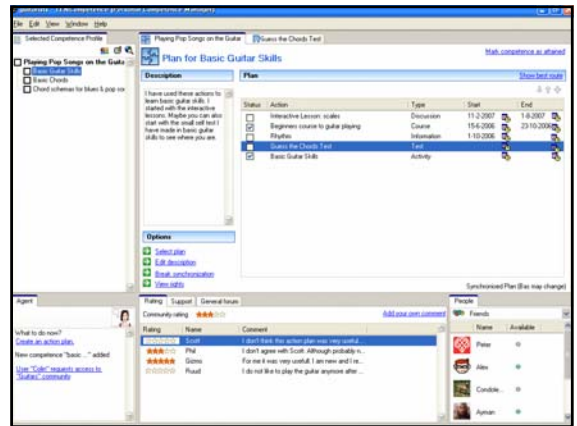 File Edit View Window Help
Selected Competence Profile
Playing Pop Songs on the Guita
Basic Guitar Skills
Basic Chords
Chord schemas for blues & pop son
Playing Pop Songs on the Guitar
Guess the Chords Test
Plan for Basic Guitar Skills
Mark competence as attained
Description
I have used these actions to
learn basic guitar skills. I
started with the interactive
lessons. Maybe you can also
start with the small self test I
have made in basic guitar
skills to see where you are.
Options
Select plan
Edit description
Break synchronization
View rights
Plan
Show best route
Status Action Type Start End
Interactive Lesson: scales Discussion 11-2-2007 1-8-2007
Beginners course to guitar playing Course 15-6-2006 23-10-2006
Rhythm Information 1-10-2006
Guess the Chords Test Test
Basic Guitar Skills Activity
Synchronized Plan (Bas may change)
Agent
What to do now?
Create an action plan.
New competence "basic ..." added
User "Colin" requests access to
"Guitars" community
Rating Support General forum
Community rating
Add your own comment
Rating Name Comment
Scott I don't think this action plan was very useful...
Phil I don't agree with Scott. Although probably n...
Gizmo For me it was very useful. I am new and I re...
Ruud I do not like to play the guitar anymore after ...
People
Friends
Name Available
Peter
Alex
Condole...
Ayman